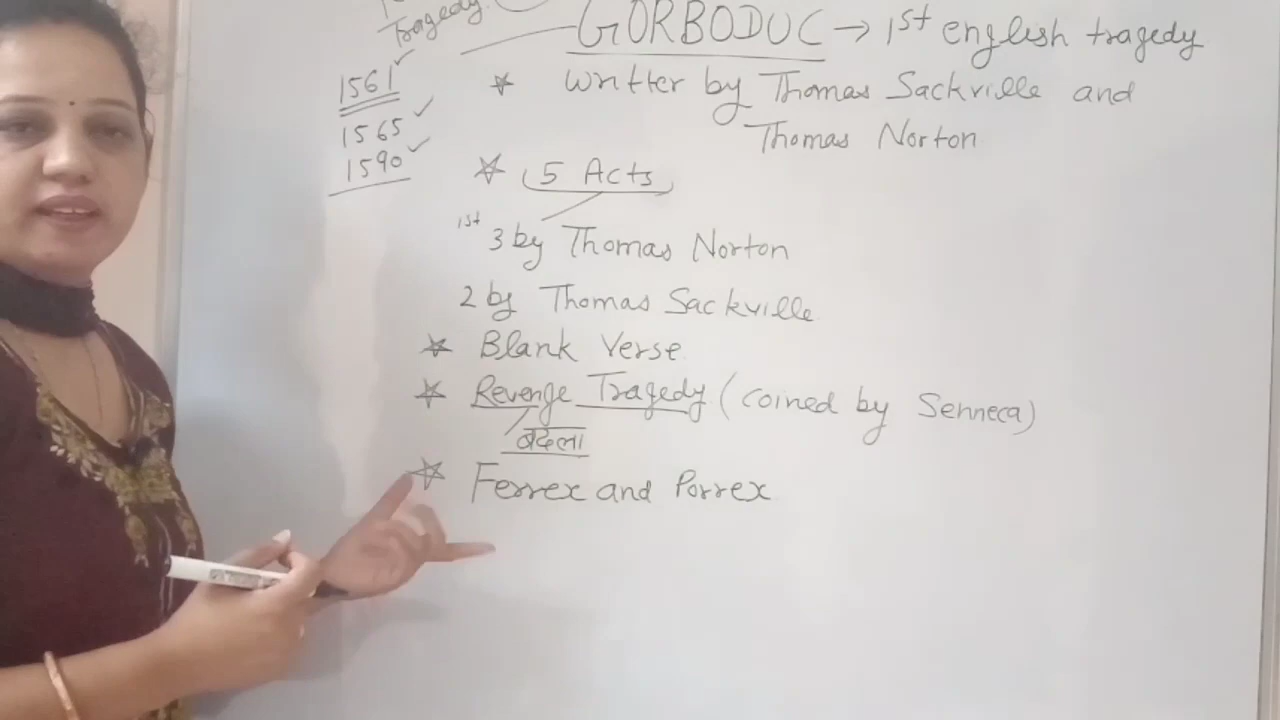 Tragedy.
GORBODUC → 1st english tragedy
1561 ✓
★ written by Thomas Sackville and
Thomas Norton
1565 ✓
1590 ✓
★ 5 Acts
1st 3 by Thomas Norton
2 by Thomas Sackville
★ Blank Verse
★ Revenge Tragedy (coined by Senneca)
बदला
★ Ferrex and Porrex